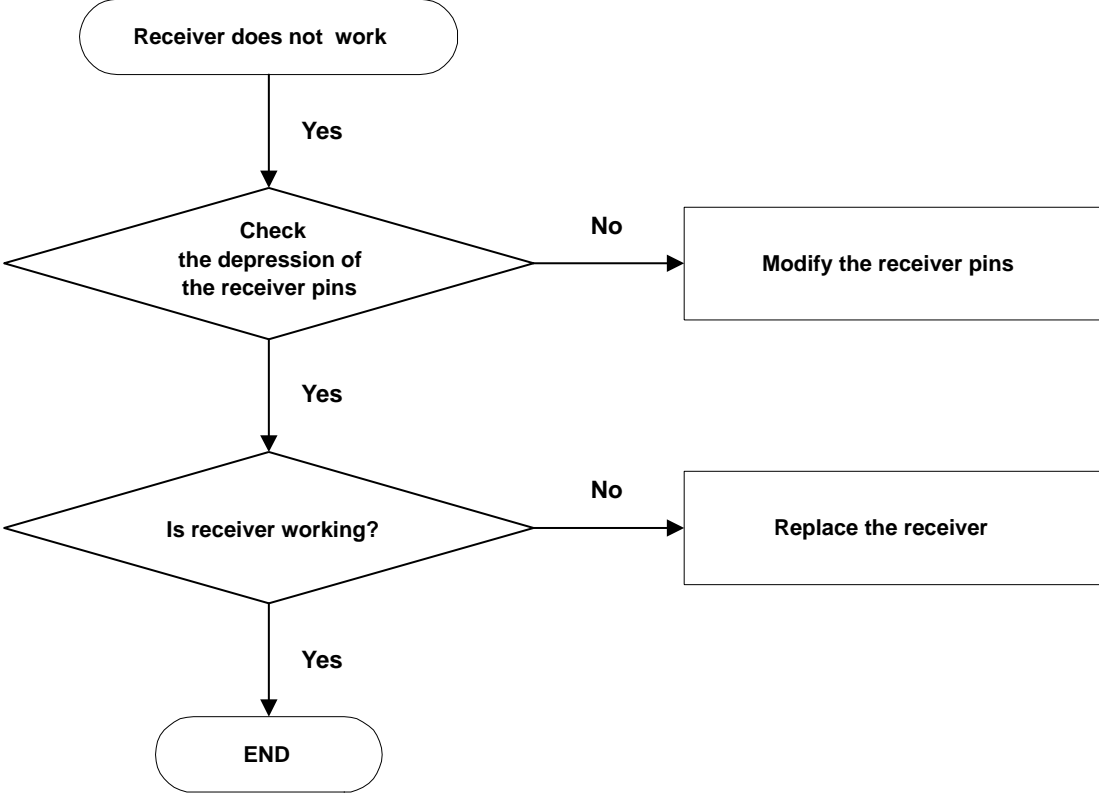 Receiver does not  work
Yes
Check
the depression of
the receiver pins
No
Modify the receiver pins
Yes
Is receiver working?
No
Replace the receiver
Yes
END